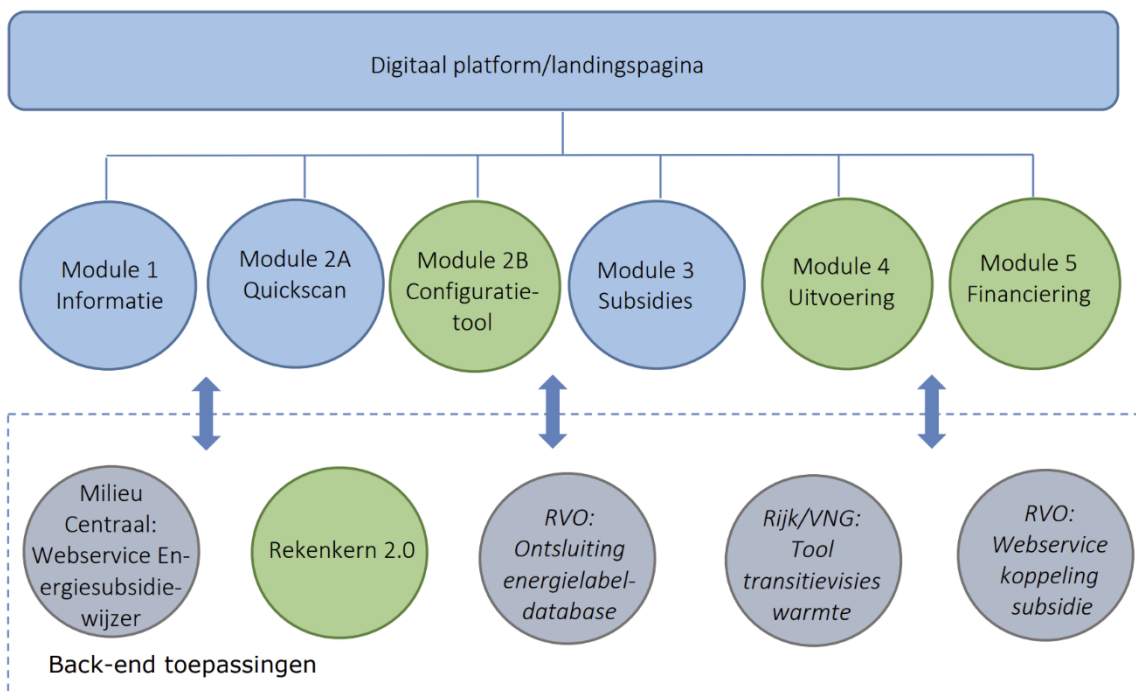 Digitaal platform/landingspagina
Module 1
Informatie
Module 2A
Quickscan
Module 2B
Configuratie-
tool
Module 3
Subsidies
Module 4
Uitvoering
Module 5
Financiering
Milieu
Centraal:
Webservice En-
ergiesubsidie-
wijzer
Rekenkern 2.0
RVO:
Ontsluiting
energielabel-
database
Rijk/VNG:
Tool
transitievisies
warmte
RVO:
Webservice
koppeling
subsidie
Back-end toepassingen